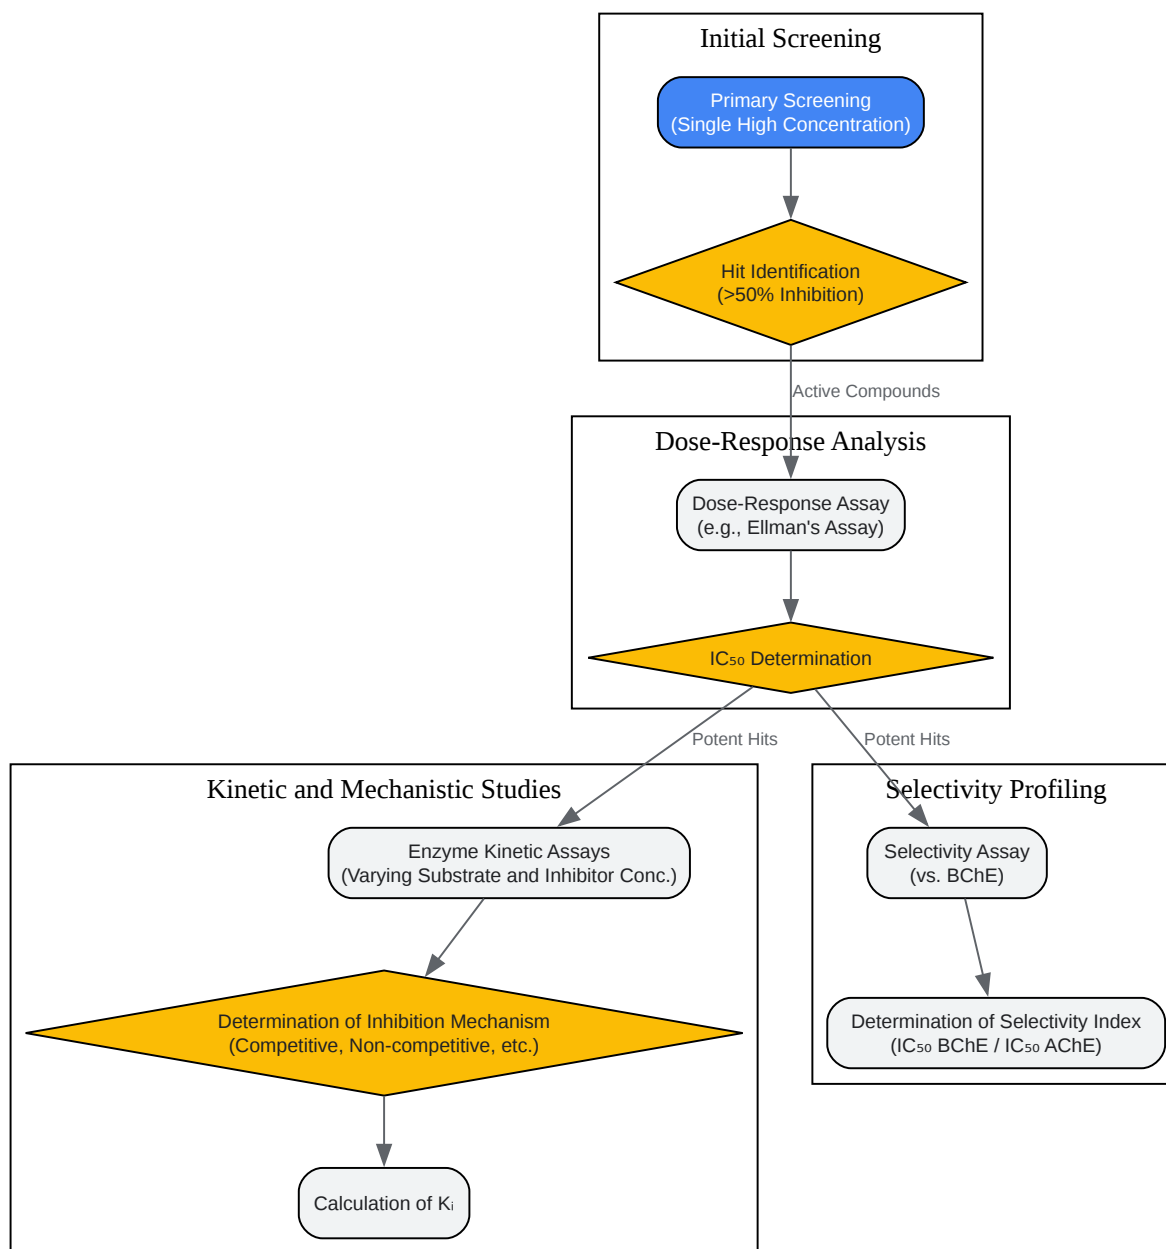 Initial Screening
Primary Screening
(Single High Concentration)
Hit Identification
(>50% Inhibition)
Active Compounds
Dose-Response Analysis
Dose-Response Assay
(e.g., Ellman's Assay)
IC₅₀ Determination
Potent Hits
Potent Hits
Kinetic and Mechanistic Studies
Enzyme Kinetic Assays
(Varying Substrate and Inhibitor Conc.)
Determination of Inhibition Mechanism
(Competitive, Non-competitive, etc.)
Calculation of Kᵢ
Selectivity Profiling
Selectivity Assay
(vs. BChE)
Determination of Selectivity Index
(IC₅₀ BChE / IC₅₀ AChE)